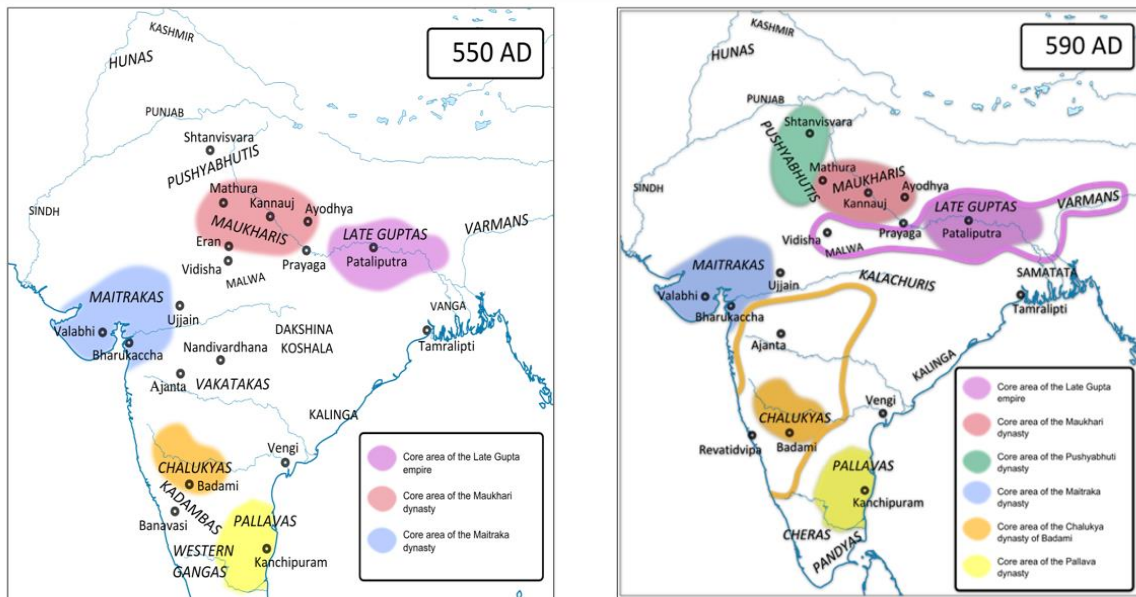 550 AD
KASHMIR
HUNAS
PUNJAB
Shtanvisvara
PUSHYABHUTIS
Mathura
Kannauj
Ayodhya
SINDH
MAUKHARIS
LATE GUPTAS
VARMANS
Eran
Pataliputra
Prayaga
Vidisha
MALWA
MAITRAKAS
Ujjain
VANGA
Valabhi
DAKSHINA
KOSHALA
Tamralipti
Bharukaccha
Nandivardhana
Ajanta
VAKATAKAS
KALINGA
Vengi
CHALUKYAS
Badami
KADAMBAS
Banavasi
PALLAVAS
WESTERN
GANGAS
Kanchipuram
Core area of the Late Gupta
empire
Core area of the Maukhari
dynasty
Core area of the Maitraka
dynasty
590 AD
KASHMIR
HUNAS
PUNJAB
Shtanvisvara
PUSHYABHUTIS
Mathura
MAUKHARIS
Ayodhya
Kannauj
SINDH
LATE GUPTAS
VARMANS
Prayaga
Pataliputra
Vidisha
MALWA
MAITRAKAS
Ujjain
KALACHURIS
SAMATATA
Valabhi
Tamralipti
Bharukaccha
Ajanta
KALINGA
Vengi
CHALUKYAS
Badami
Revatidvipa
PALLAVAS
Kanchipuram
CHERAS
PANDYAS
Core area of the Late Gupta
empire
Core area of the Maukhari
dynasty
Core area of the Pushyabhuti
dynasty
Core area of the Maitraka
dynasty
Core area of the Chalukya
dynasty of Badami
Core area of the Pallava
dynasty